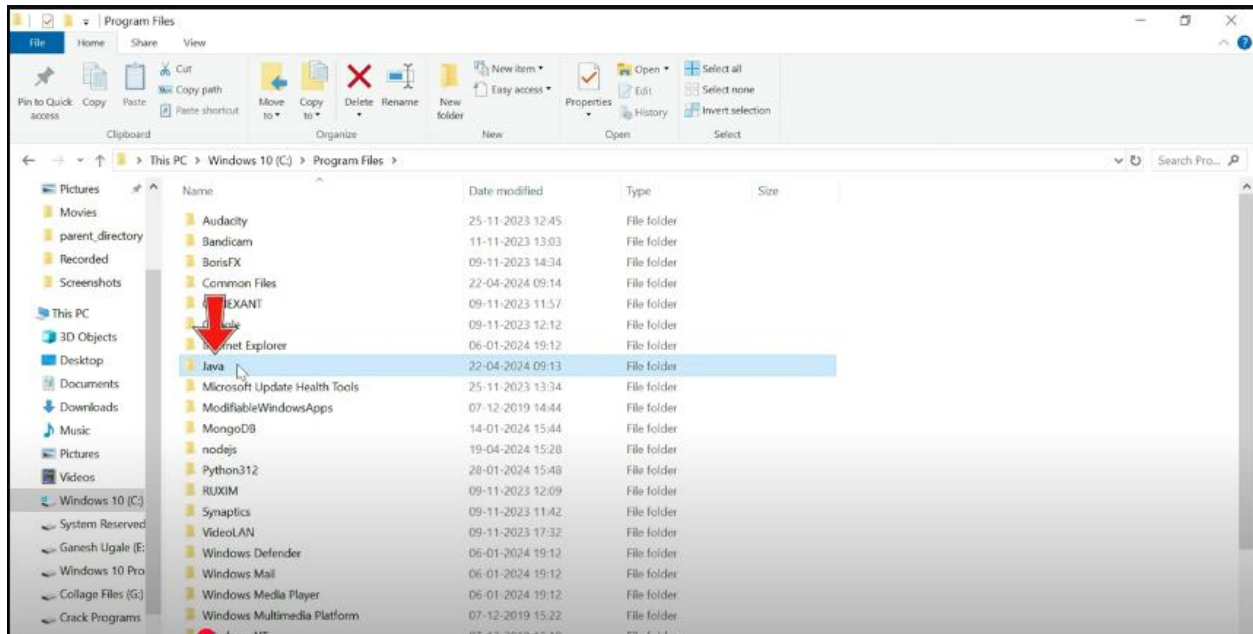 Program Files
File Home Share View
Pin to Quick access
Copy
Paste
Cut
Copy path
Paste shortcut
Clipboard
Move to
Copy to
Delete
Rename
Organize
New folder
New item
Easy access
New
Properties
Open
Edit
History
Open
Select all
Select none
Invert selection
Select
This PC > Windows 10 (C:) > Program Files >
Search Pro...
Pictures
Movies
parent_directory
Recorded
Screenshots
This PC
3D Objects
Desktop
Documents
Downloads
Music
Pictures
Videos
Windows 10 (C:)
System Reserved
Ganesh Ugale (E:
Windows 10 Pro
Collage Files (G:)
Crack Programs
Name Date modified Type Size
Audacity 25-11-2023 12:45 File folder
Bandicam 11-11-2023 13:03 File folder
BorisFX 09-11-2023 14:34 File folder
Common Files 22-04-2024 09:14 File folder
EXANT 09-11-2023 11:57 File folder
09-11-2023 12:12 File folder
Explorer 06-01-2024 19:12 File folder
Java 22-04-2024 09:13 File folder
Microsoft Update Health Tools 25-11-2023 13:34 File folder
ModifiableWindowsApps 07-12-2019 14:44 File folder
MongoDB 14-01-2024 15:44 File folder
nodejs 19-04-2024 15:28 File folder
Python312 28-01-2024 15:48 File folder
RUXIM 09-11-2023 12:09 File folder
Synaptics 09-11-2023 11:42 File folder
VideoLAN 09-11-2023 17:32 File folder
Windows Defender 06-01-2024 19:12 File folder
Windows Mail 06-01-2024 19:12 File folder
Windows Media Player 06-01-2024 19:12 File folder
Windows Multimedia Platform 07-12-2019 15:22 File folder